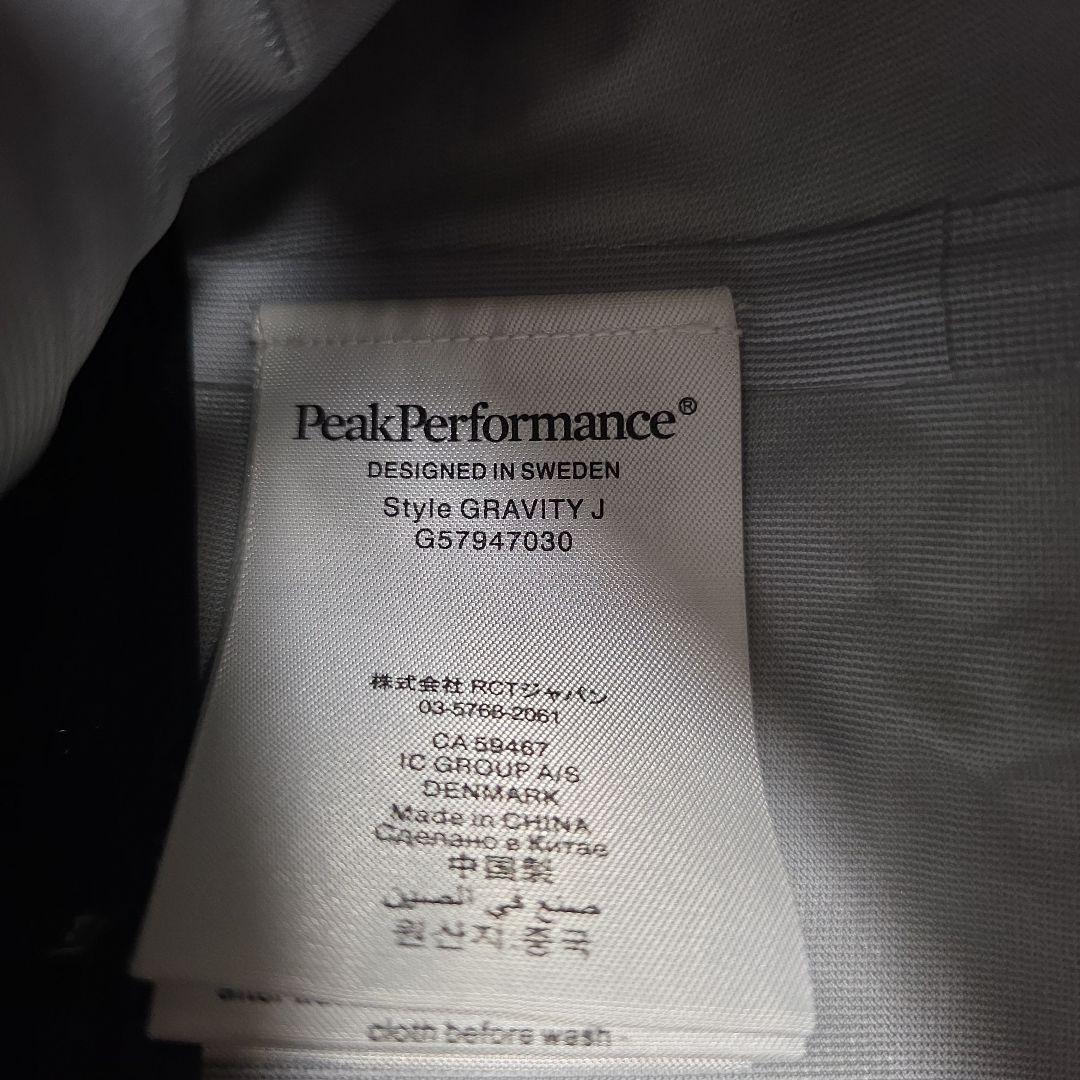 PeakPerformance®
DESIGNED IN SWEDEN
Style GRAVITY J
G57947030
株式会社 RCTジャパン
03-5768-2061
CA 59467
IC GROUP A/S
DENMARK
Made in CHINA
Сделано в Китае
中国製
صنع في الصين
원산지:중국
cloth before wash